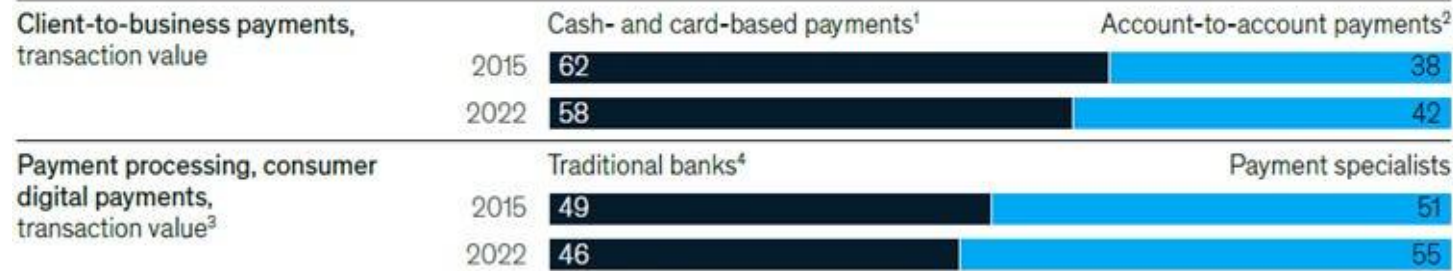 Client-to-business payments,
transaction value
Cash- and card-based payments¹
Account-to-account payments²
2015
62
38
2022
58
42
Payment processing, consumer
digital payments,
transaction value³
Traditional banks⁴
Payment specialists
2015
49
51
2022
46
55